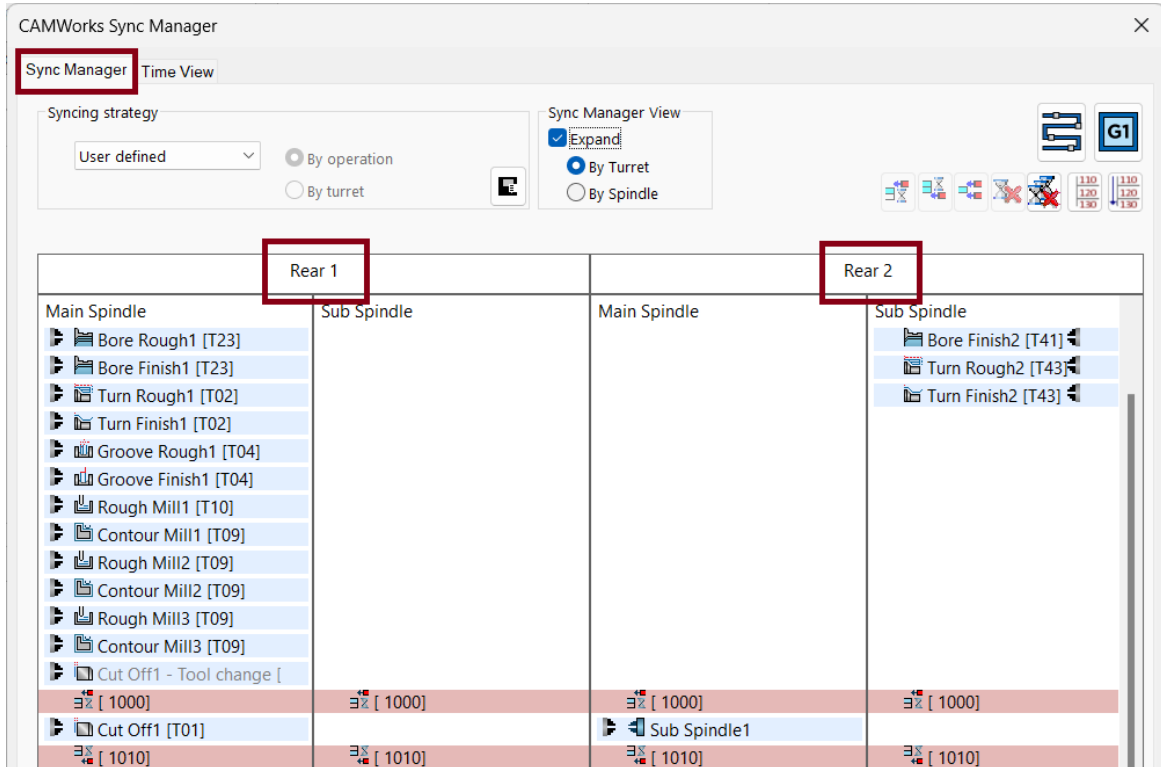 CAMWorks Sync Manager
Sync Manager Time View
Syncing strategy
User defined
By operation
By turret
Sync Manager View
Expand
By Turret
By Spindle
G1
110 110
120 120
130 130
Rear 1 Rear 2
Main Spindle Sub Spindle Main Spindle Sub Spindle
Bore Rough1 [T23] Bore Finish2 [T41]
Bore Finish1 [T23] Turn Rough2 [T43]
Turn Rough1 [T02] Turn Finish2 [T43]
Turn Finish1 [T02]
Groove Rough1 [T04]
Groove Finish1 [T04]
Rough Mill1 [T10]
Contour Mill1 [T09]
Rough Mill2 [T09]
Contour Mill2 [T09]
Rough Mill3 [T09]
Contour Mill3 [T09]
Cut Off1 - Tool change [
[ 1000] [ 1000] [ 1000] [ 1000]
Cut Off1 [T01] Sub Spindle1
[ 1010] [ 1010] [ 1010] [ 1010]